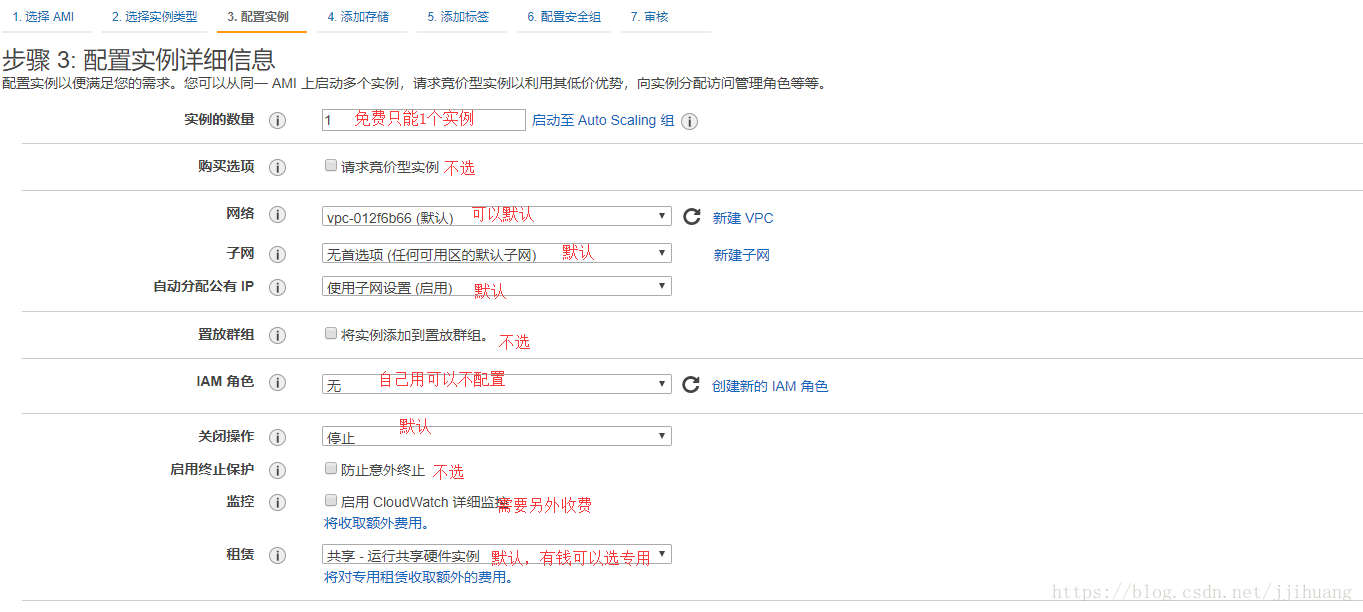 1. 选择 AMI 2. 选择实例类型 3. 配置实例 4. 添加存储 5. 添加标签 6. 配置安全组 7. 审核
步骤 3: 配置实例详细信息
配置实例以便满足您的需求。您可以从同一 AMI 上启动多个实例，请求竞价型实例以利用其低价优势，向实例分配访问管理角色等等。
实例的数量 i 1 免费只能1个实例 启动至 Auto Scaling 组 i
购买选项 i 请求竞价型实例 不选
网络 i vpc-012f6b66 (默认) 可以默认 新建 VPC
子网 i 无首选项 (任何可用区的默认子网) 默认 新建子网
自动分配公有 IP i 使用子网设置 (启用) 默认
置放群组 i 将实例添加到置放群组。 不选
IAM 角色 i 无 自己用可以不配置 创建新的 IAM 角色
关闭操作 i 停止 默认
启用终止保护 i 防止意外终止 不选
监控 i 启用 CloudWatch 详细监控 需要另外收费
将收取额外费用。
租赁 i 共享 - 运行共享硬件实例 默认，有钱可以选专用
将对专用租赁收取额外的费用。
https://blog.csdn.net/jjihuang